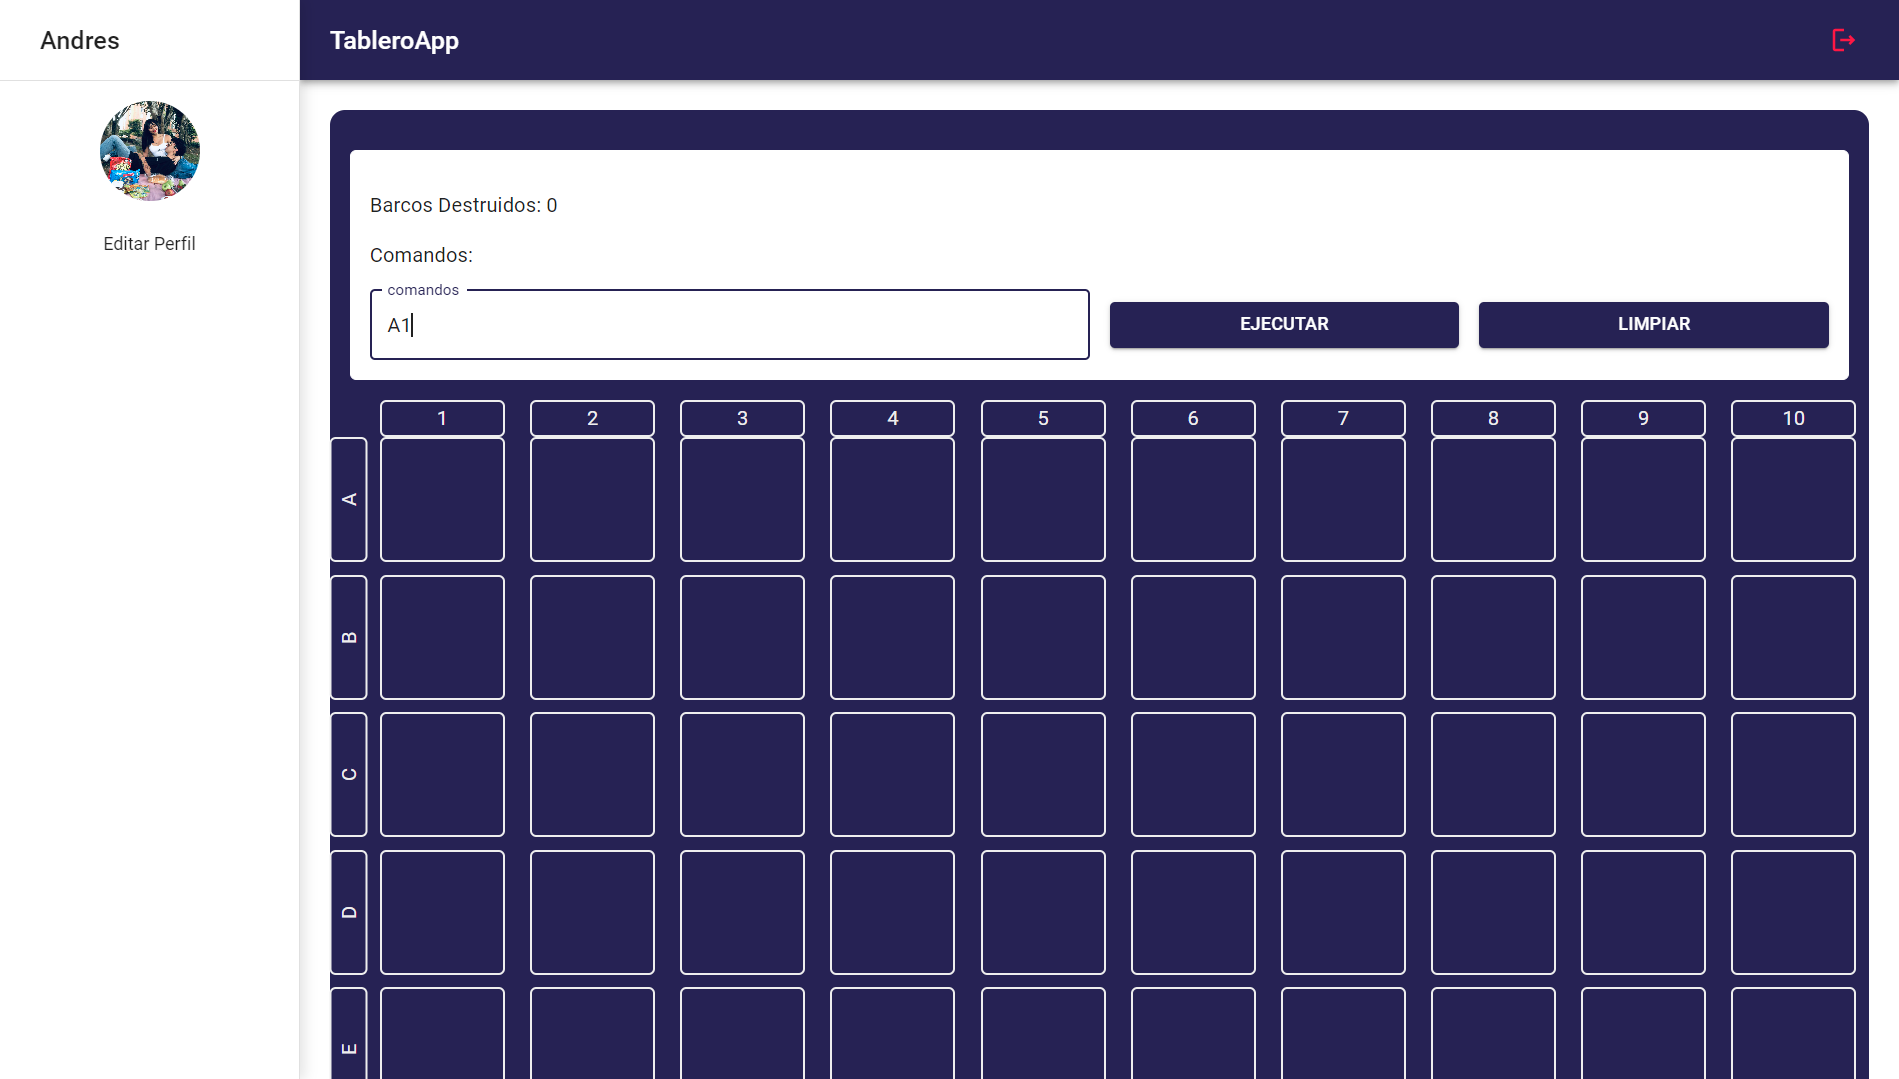 Andres
TableroApp
Editar Perfil
Barcos Destruidos: 0
Comandos:
comandos
A1
EJECUTAR
LIMPIAR
1 2 3 4 5 6 7 8 9 10
A
B
C
D
E